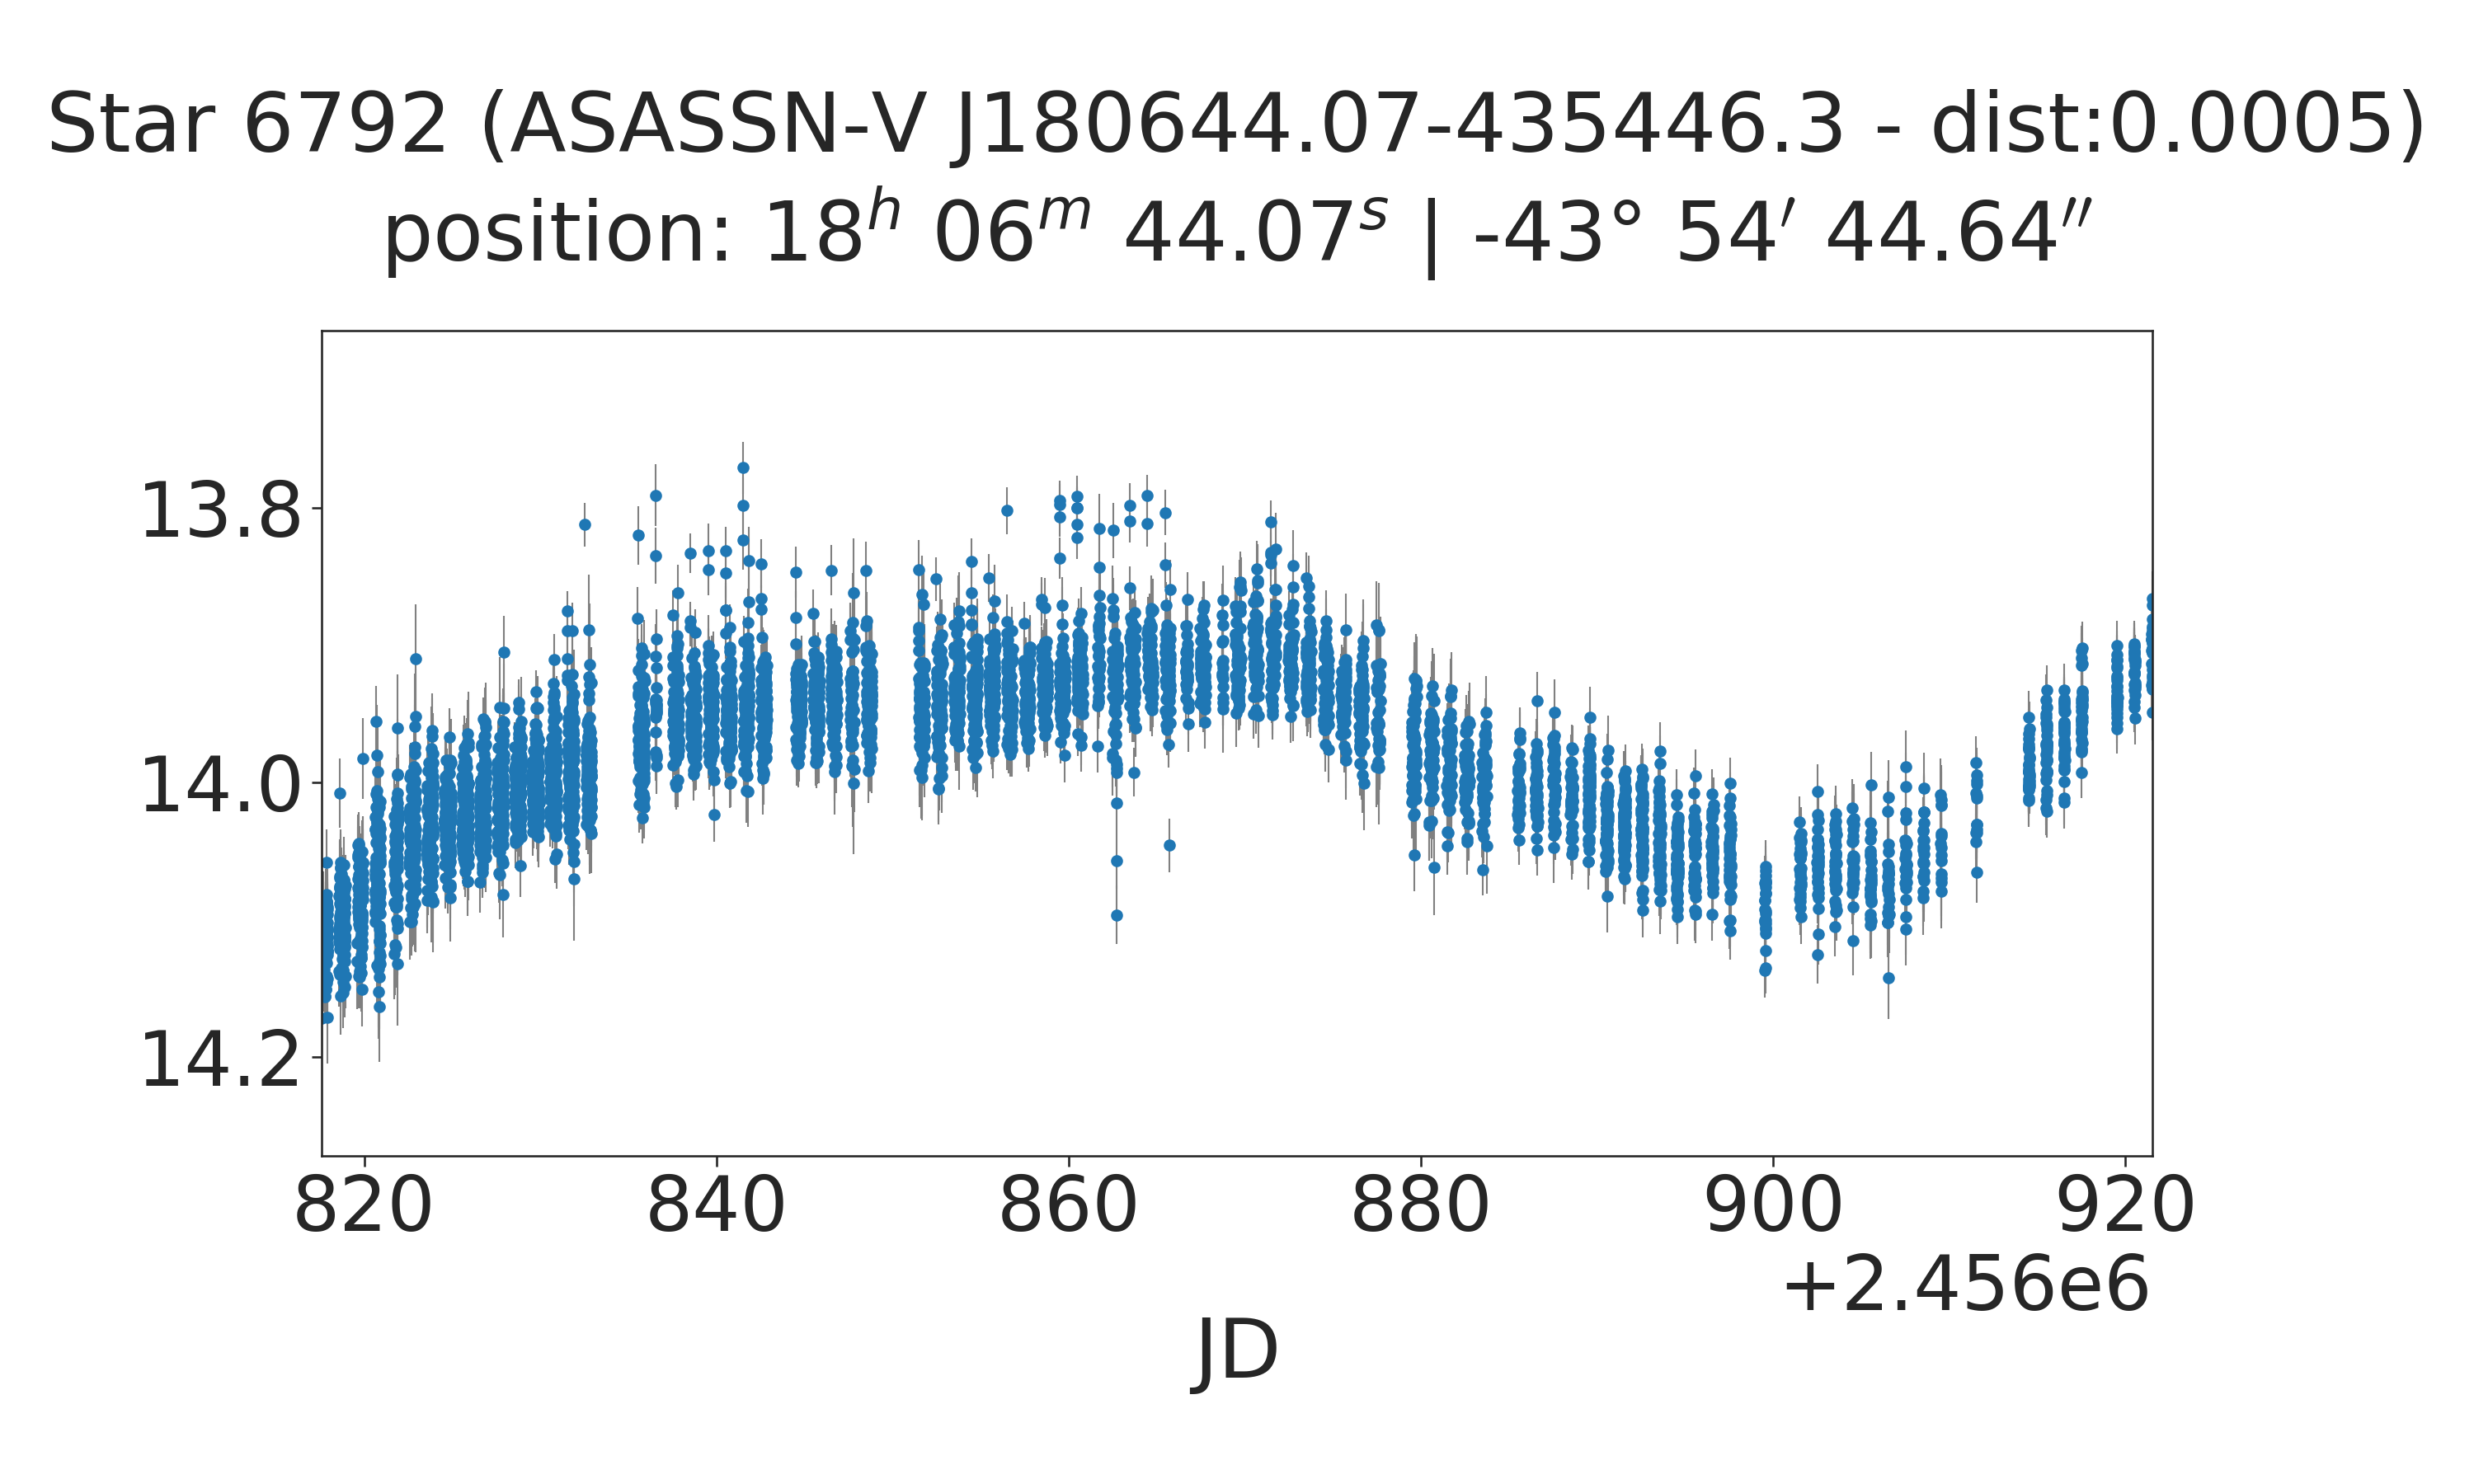 Star 6792 (ASASSN-V J180644.07-435446.3 - dist:0.0005)
position: 18h 06m 44.07s | -43° 54′ 44.64′′
13.8
14.0
14.2
820 840 860 880 900 920
+2.456e6
JD